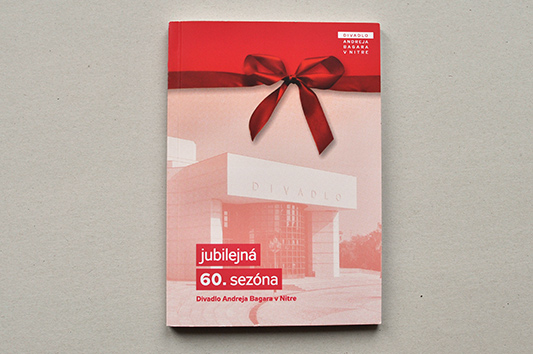 DIVADLO
ANDREJA
BAGARA
V NITRE
DIVADLO
jubilejná
60. sezóna
Divadlo Andreja Bagara v Nitre